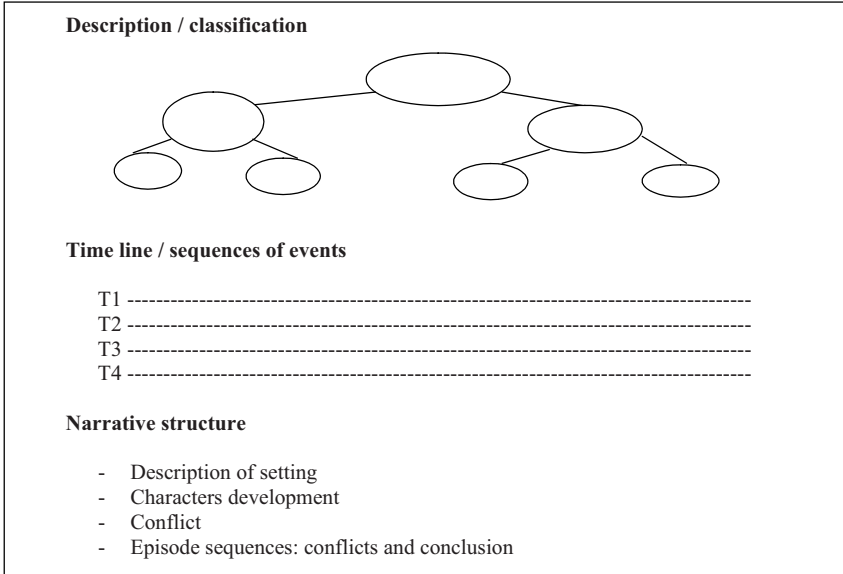 Description / classification
Time line / sequences of events
T1 ---------------------------------------------------------------------------------------
T2 ---------------------------------------------------------------------------------------
T3 ---------------------------------------------------------------------------------------
T4 ---------------------------------------------------------------------------------------
Narrative structure
- Description of setting
- Characters development
- Conflict
- Episode sequences: conflicts and conclusion